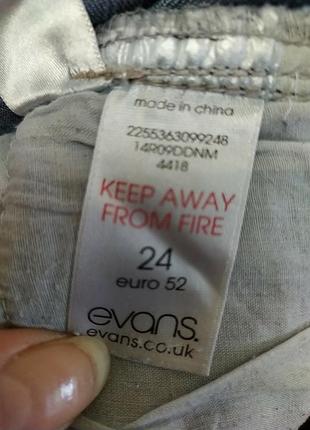 made in china
2255363099248
14R09DDNM
4418
KEEP AWAY
FROM FIRE
24
euro 52
evans.
evans.co.uk